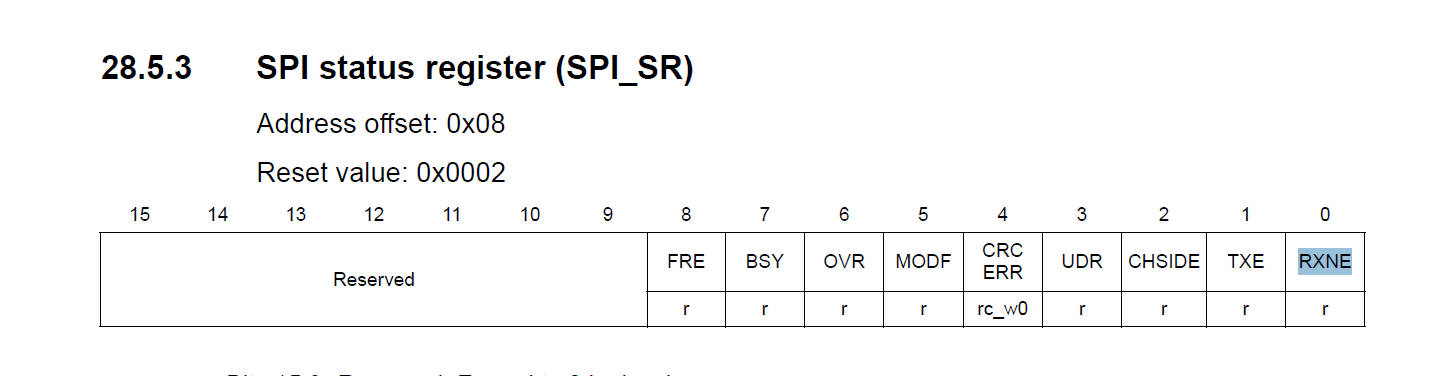 28.5.3 SPI status register (SPI_SR)
Address offset: 0x08
Reset value: 0x0002
15 14 13 12 11 10 9 8 7 6 5 4 3 2 1 0
Reserved FRE BSY OVR MODF CRC ERR UDR CHSIDE TXE RXNE
r r r r rc_w0 r r r r